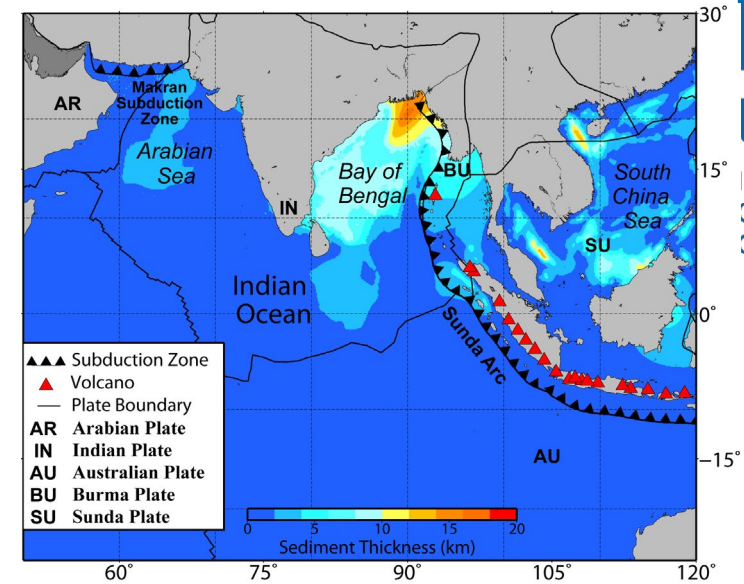 30°
Makran
Subduction
Zone
AR
Arabian
Sea
Bay of
Bengal
BU
15°
South
China
Sea
IN
SU
Indian
Ocean
0°
Sunda Arc
Subduction Zone
Volcano
Plate Boundary
AR Arabian Plate
IN Indian Plate
AU Australian Plate
BU Burma Plate
SU Sunda Plate
AU
−15°
0 5 10 15 20
Sediment Thickness (km)
60° 75° 90° 105° 120°